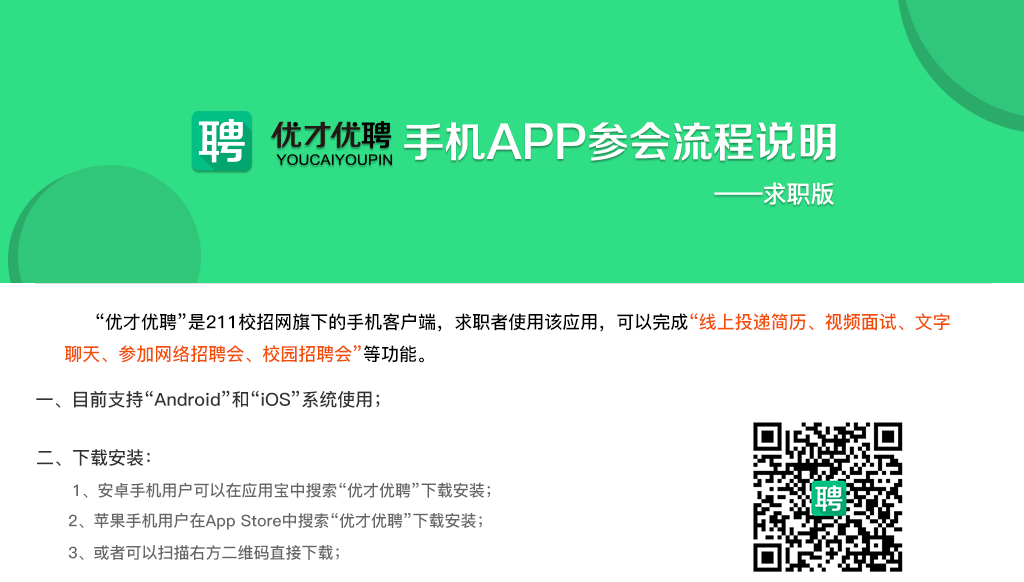 聘 优才优聘 手机APP参会流程说明
YOUCAIYOUPIN
——求职版
“优才优聘”是211校招网旗下的手机客户端，求职者使用该应用，可以完成“线上投递简历、视频面试、文字
聊天、参加网络招聘会、校园招聘会”等功能。
一、目前支持“Android”和“iOS”系统使用；
二、下载安装：
1、安卓手机用户可以在应用宝中搜索“优才优聘”下载安装；
2、苹果手机用户在App Store中搜索“优才优聘”下载安装；
3、或者可以扫描右方二维码直接下载；
聘